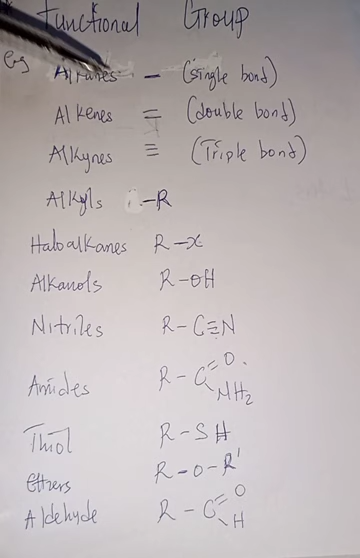 Functional Group
eg
Alkanes – (single bond)
Alkenes = (double bond)
Alkynes ≡ (Triple bond)
Alkyls –R
Haloalkanes R–x
Alkanols R–OH
Nitriles R–C≡N
Amides R–C=O NH₂
Thiol R–SH
Ethers R–O–R'
Aldehyde R–C=O H